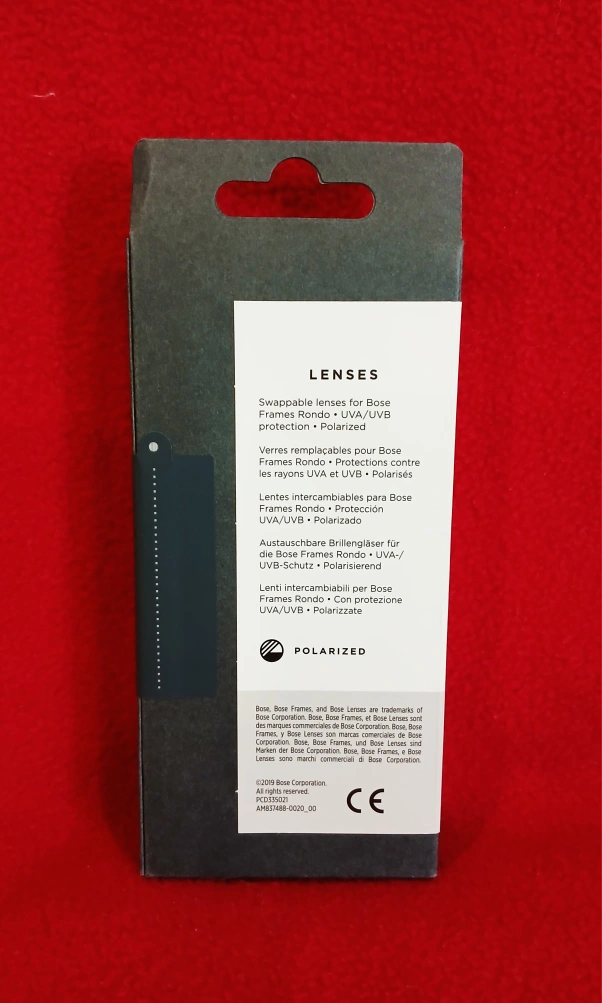 LENSES
Swappable lenses for Bose
Frames Rondo • UVA/UVB
protection • Polarized
Verres remplaçables pour Bose
Frames Rondo • Protections contre
les rayons UVA et UVB • Polarisés
Lentes intercambiables para Bose
Frames Rondo • Protección
UVA/UVB • Polarizado
Austauschbare Brillengläser für
die Bose Frames Rondo • UVA-/
UVB-Schutz • Polarisierend
Lenti intercambiabili per Bose
Frames Rondo • Con protezione
UVA/UVB • Polarizzate
POLARIZED
Bose, Bose Frames, and Bose Lenses are trademarks of
Bose Corporation. Bose, Bose Frames, et Bose Lenses sont
des marques commerciales de Bose Corporation. Bose, Bose
Frames, y Bose Lenses son marcas comerciales de Bose
Corporation. Bose, Bose Frames, und Bose Lenses sind
Marken der Bose Corporation. Bose, Bose Frames, e Bose
Lenses sono marchi commerciali di Bose Corporation.
©2019 Bose Corporation.
All rights reserved.
PCD335021
AM837488-0020_00
CE